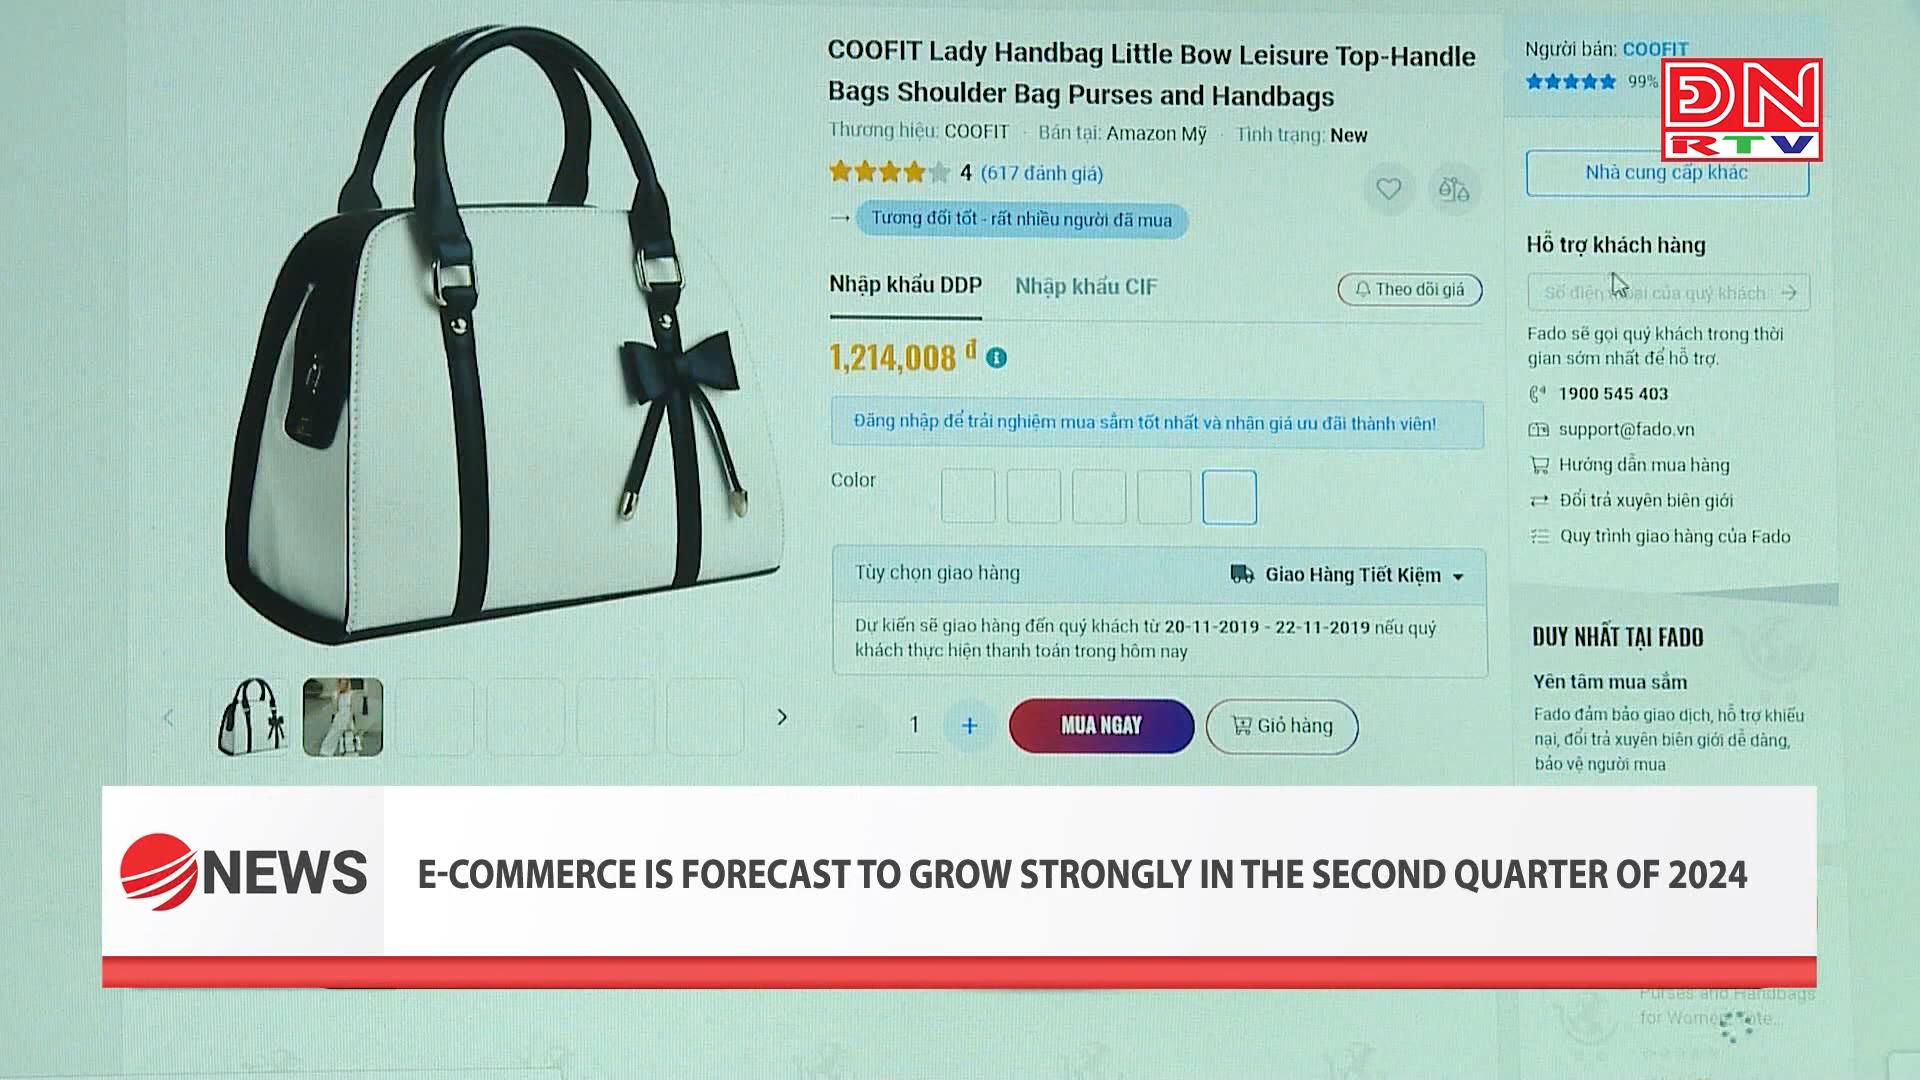 COOFIT Lady Handbag Little Bow Leisure Top-Handle
Bags Shoulder Bag Purses and Handbags
Thương hiệu: COOFIT · Bán tại: Amazon Mỹ · Tình trạng: New
4 (617 đánh giá)
→ Tương đối tốt - rất nhiều người đã mua
Nhập khẩu DDP Nhập khẩu CIF
Theo dõi giá
1,214,008 đ
Đăng nhập để trải nghiệm mua sắm tốt nhất và nhận giá ưu đãi thành viên!
Color
Tùy chọn giao hàng Giao Hàng Tiết Kiệm
Dự kiến sẽ giao hàng đến quý khách từ 20-11-2019 - 22-11-2019 nếu quý
khách thực hiện thanh toán trong hôm nay
- 1 + MUA NGAY Giỏ hàng
Người bán: COOFIT
99%
ĐN
RTV
Nhà cung cấp khác
Hỗ trợ khách hàng
Số điện thoại của quý khách →
Fado sẽ gọi quý khách trong thời
gian sớm nhất để hỗ trợ.
1900 545 403
support@fado.vn
Hướng dẫn mua hàng
Đổi trả xuyên biên giới
Quy trình giao hàng của Fado
DUY NHẤT TẠI FADO
Yên tâm mua sắm
Fado đảm bảo giao dịch, hỗ trợ khiếu
nại, đổi trả xuyên biên giới dễ dàng,
bảo vệ người mua
NEWS
E-COMMERCE IS FORECAST TO GROW STRONGLY IN THE SECOND QUARTER OF 2024
Purses and Handbags
for Women